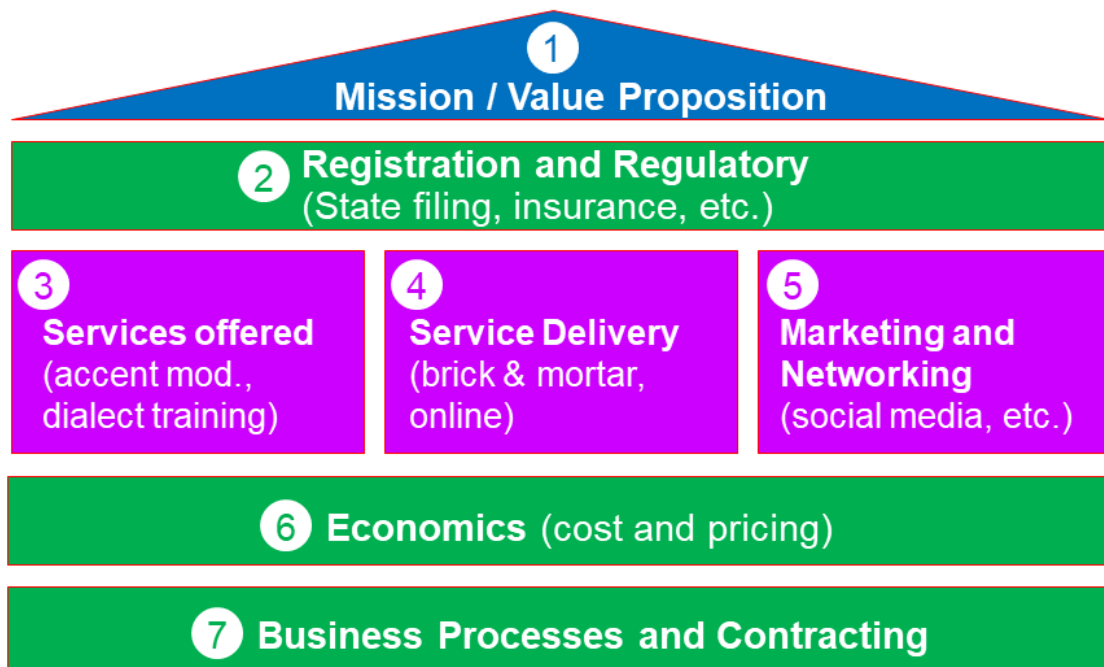 1
Mission / Value Proposition
2
Registration and Regulatory
(State filing, insurance, etc.)
3
Services offered
(accent mod.,
dialect training)
4
Service Delivery
(brick & mortar,
online)
5
Marketing and
Networking
(social media, etc.)
6 Economics (cost and pricing)
7 Business Processes and Contracting